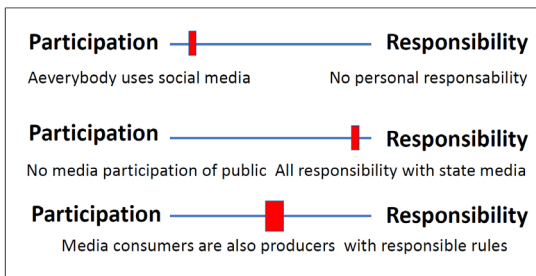 Participation Responsibility
Aeverybody uses social media No personal responsability
Participation Responsibility
No media participation of public All responsibility with state media
Participation Responsibility
Media consumers are also producers with responsible rules